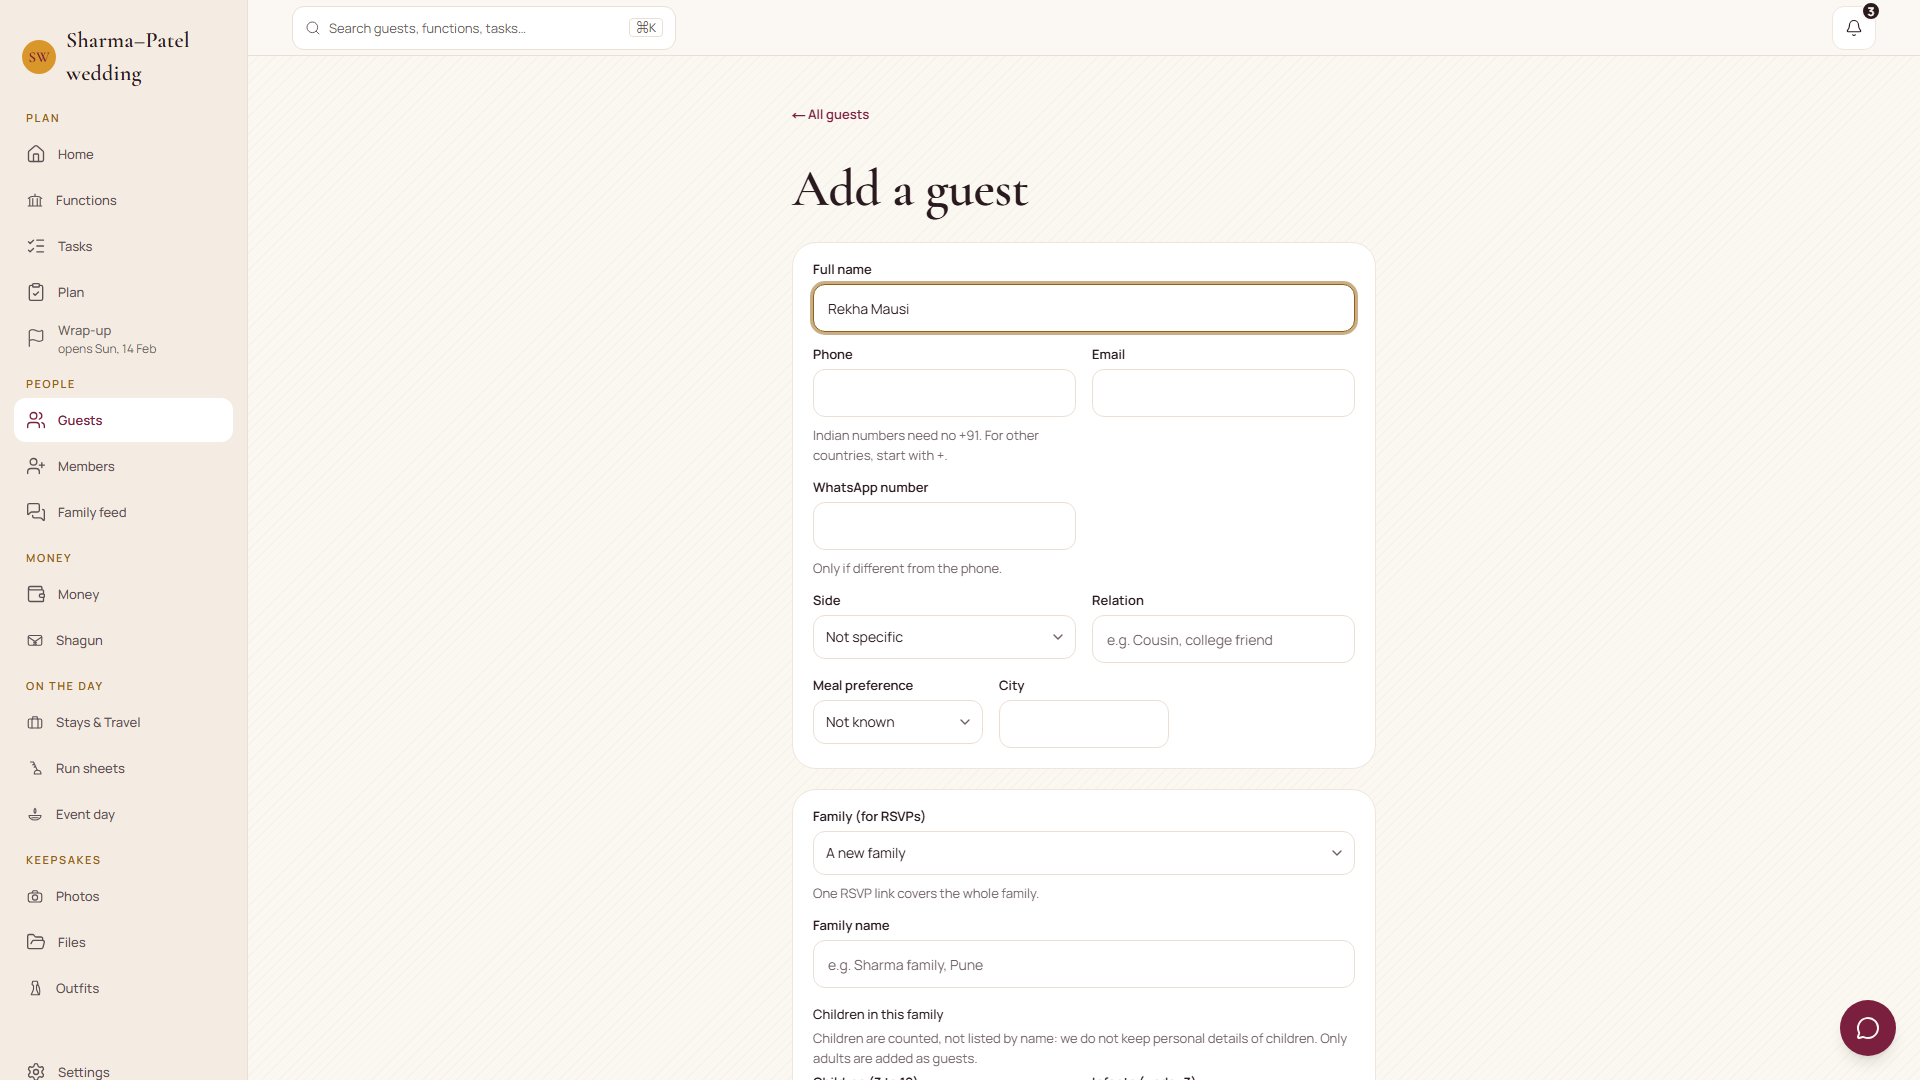 SW
Sharma–Patel
wedding
PLAN
Home
Functions
Tasks
Plan
Wrap-up
opens Sun, 14 Feb
PEOPLE
Guests
Members
Family feed
MONEY
Money
Shagun
ON THE DAY
Stays & Travel
Run sheets
Event day
KEEPSAKES
Photos
Files
Outfits
Settings
Search guests, functions, tasks...
⌘K
3
← All guests
Add a guest
Full name
Rekha Mausi
Phone
Email
Indian numbers need no +91. For other
countries, start with +.
WhatsApp number
Only if different from the phone.
Side
Relation
Not specific
e.g. Cousin, college friend
Meal preference
City
Not known
Family (for RSVPs)
A new family
One RSVP link covers the whole family.
Family name
e.g. Sharma family, Pune
Children in this family
Children are counted, not listed by name: we do not keep personal details of children. Only
adults are added as guests.